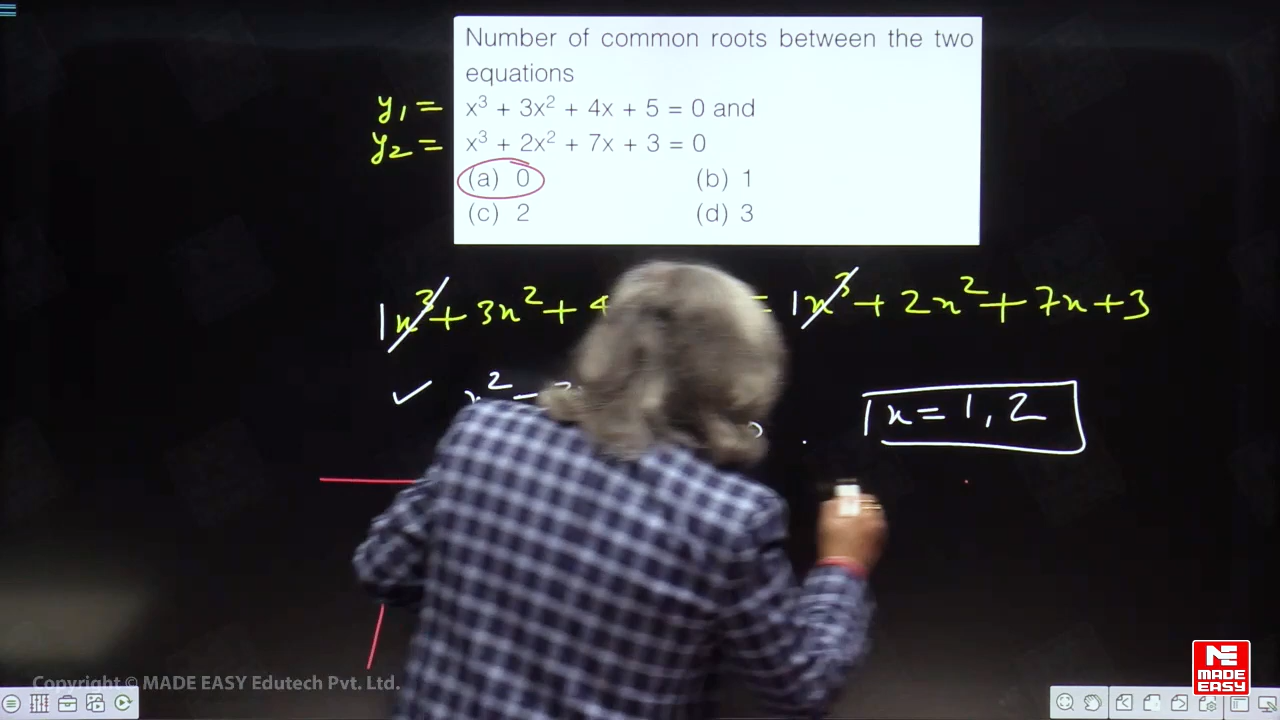 Number of common roots between the two
equations
y₁ = x³ + 3x² + 4x + 5 = 0 and
y₂ = x³ + 2x² + 7x + 3 = 0
(a) 0 (b) 1
(c) 2 (d) 3
1x³ + 3x² + 4 = 1x³ + 2x² + 7x + 3
✓ x² - x = 1, 2
Copyright © MADE EASY Edutech Pvt. Ltd.
ME
MADE
EASY